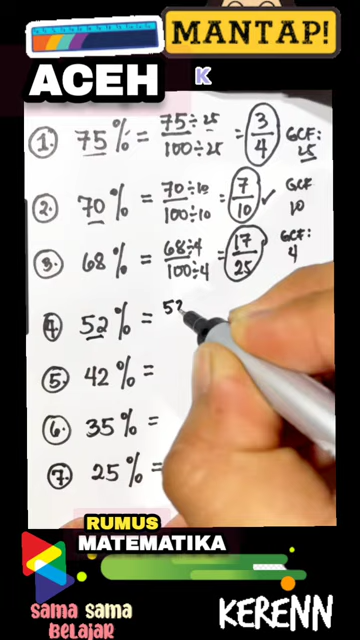 MANTAP!
ACEH K
1. 75% = 75÷25/100÷25 = 3/4 GCF: 25
2. 70% = 70÷10/100÷10 = 7/10 ✓ GCF 10
3. 68% = 68÷4/100÷4 = 17/25 GCF: 4
4. 52% = 52
5. 42% =
6. 35% =
7. 25% =
RUMUS
MATEMATIKA
SAMA SAMA
BELAJAR
KERENN